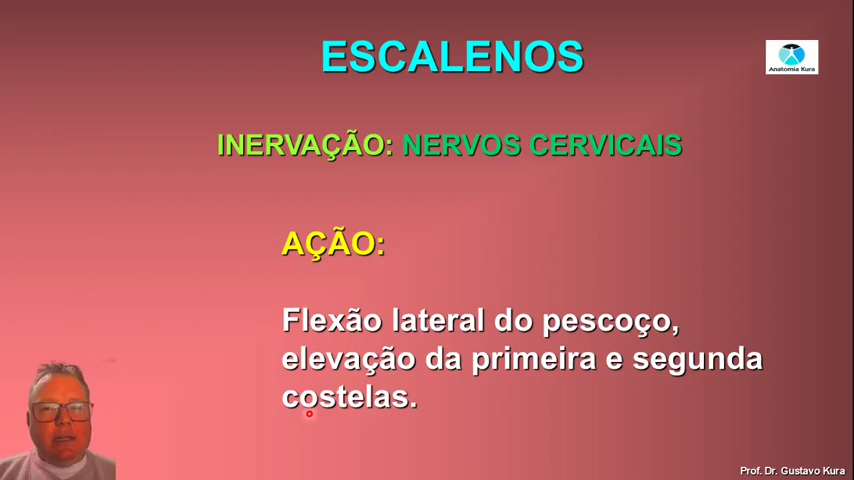 ESCALENOS
Anatomia Kura
INERVAÇÃO: NERVOS CERVICAIS
AÇÃO:
Flexão lateral do pescoço,
elevação da primeira e segunda
costelas.
Prof. Dr. Gustavo Kura